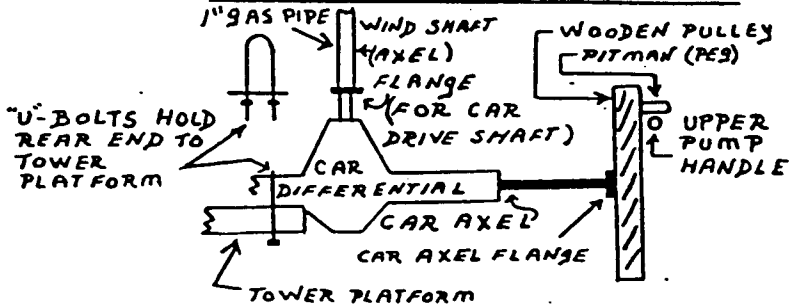 1" GAS PIPE
WIND SHAFT
(AXEL)
FLANGE
(FOR CAR
DRIVE SHAFT)
WOODEN PULLEY
PITMAN (PEG)
"U"-BOLTS HOLD
REAR END TO
TOWER
PLATFORM
UPPER
PUMP
HANDLE
CAR
DIFFERENTIAL
CAR AXEL
CAR AXEL FLANGE
TOWER PLATFORM